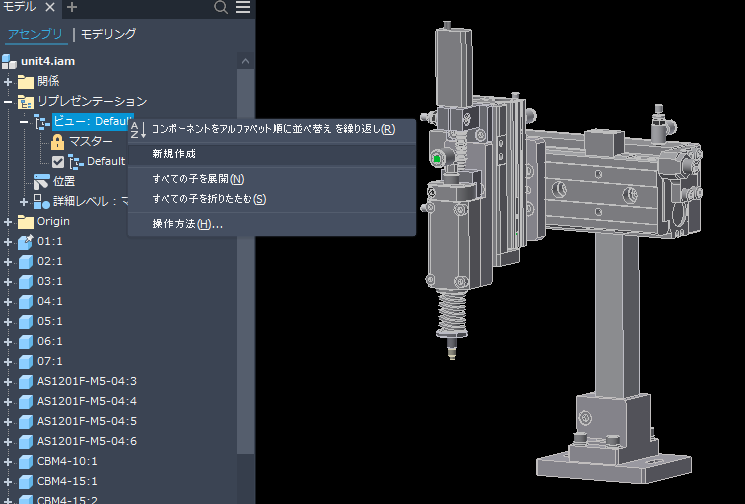 モデル
アセンブリ モデリング
unit4.iam
関係
リプレゼンテーション
ビュー: Default
マスター
Default
位置
詳細レベル : マ
Origin
01:1
02:1
03:1
04:1
05:1
06:1
07:1
AS1201F-M5-04:3
AS1201F-M5-04:4
AS1201F-M5-04:5
AS1201F-M5-04:6
CBM4-10:1
CBM4-15:1
CBM4-15:2
コンポーネントをアルファベット順に並べ替え を繰り返し(R)
新規作成
すべての子を展開(N)
すべての子を折りたたむ(S)
操作方法(H)...